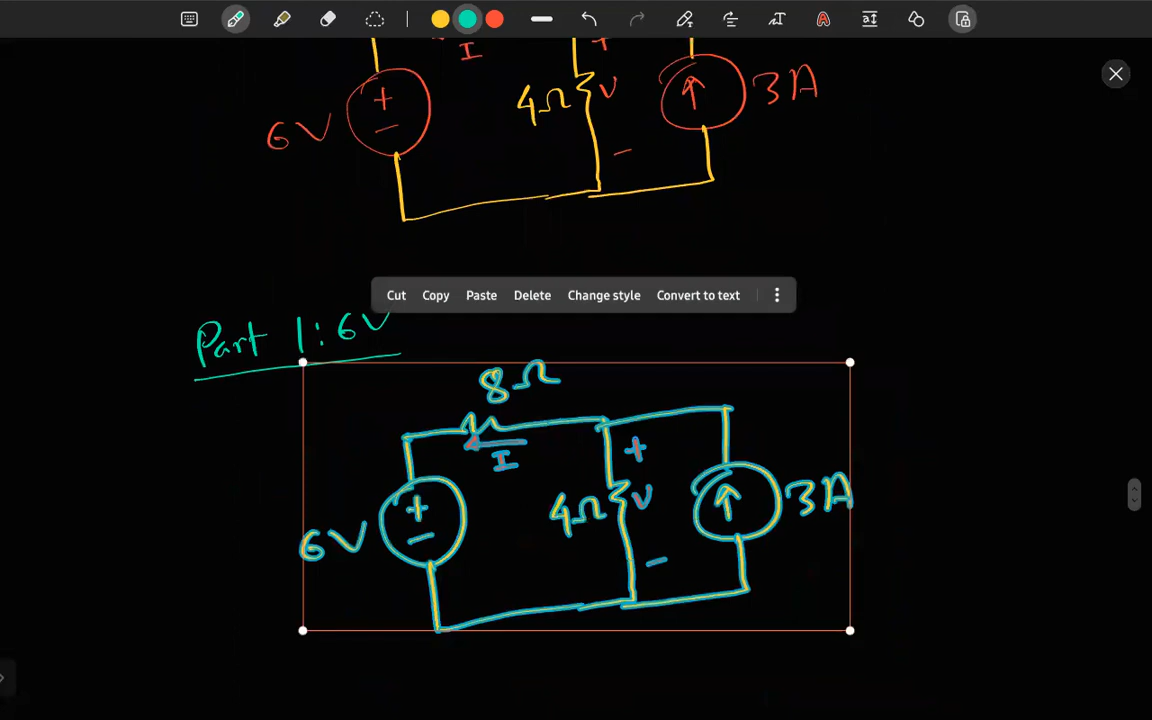 I
+
6V
+
−
4Ω
V
−
↑
3A
Cut Copy Paste Delete Change style Convert to text
Part 1: 6V
8Ω
I
+
6V
+
−
4Ω
V
−
↑
3A